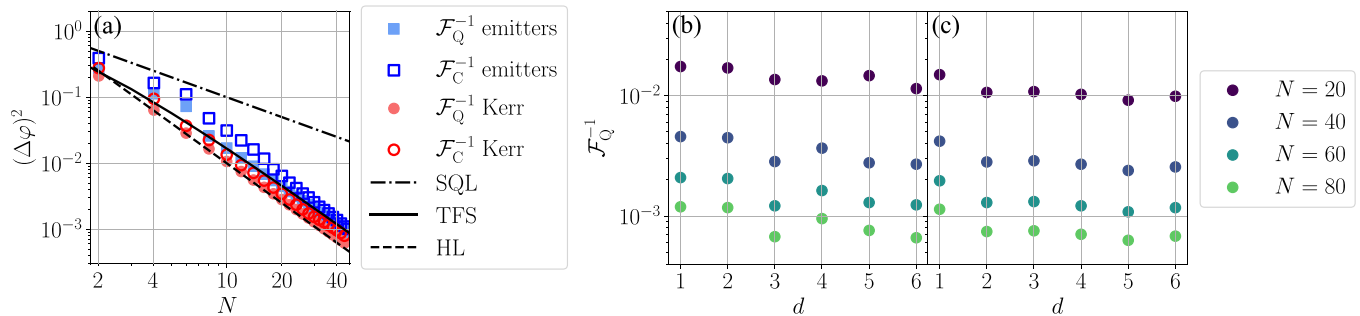 (a)
(Δφ)²
10⁰
10⁻¹
10⁻²
10⁻³
2 4 10 20 40
N
ℱ_Q⁻¹ emitters
ℱ_C⁻¹ emitters
ℱ_Q⁻¹ Kerr
ℱ_C⁻¹ Kerr
SQL
TFS
HL
(b)
ℱ_Q⁻¹
10⁻²
10⁻³
1 2 3 4 5 6
d
(c)
1 2 3 4 5 6
d
N = 20
N = 40
N = 60
N = 80